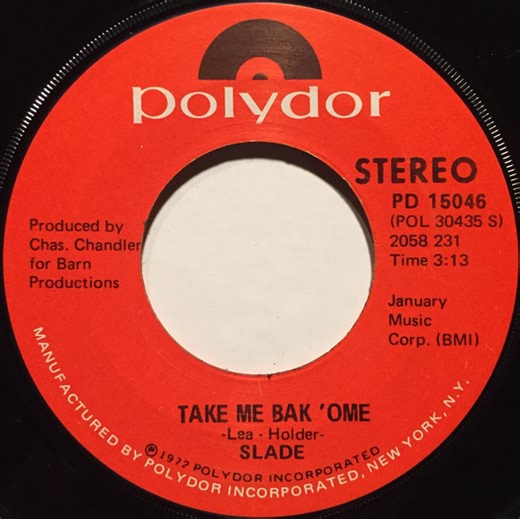 polydor
STEREO
PD 15046
(POL 30435 S)
2058 231
Time 3:13
Produced by
Chas. Chandler
for Barn
Productions
January
Music
Corp. (BMI)
TAKE ME BAK 'OME
-Lea - Holder-
SLADE
Ⓟ1972 POLYDOR INCORPORATED
MANUFACTURED BY POLYDOR INCORPORATED, NEW YORK, N.Y.